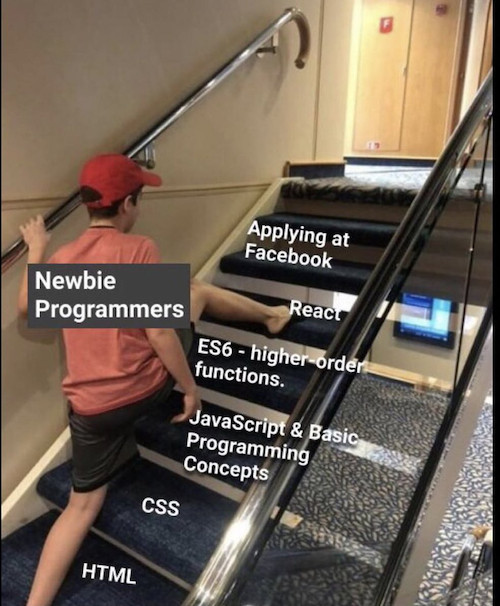 Applying at
Facebook
Newbie
Programmers
React
ES6 - higher-order
functions.
JavaScript & Basic
Programming
Concepts
CSS
HTML
F